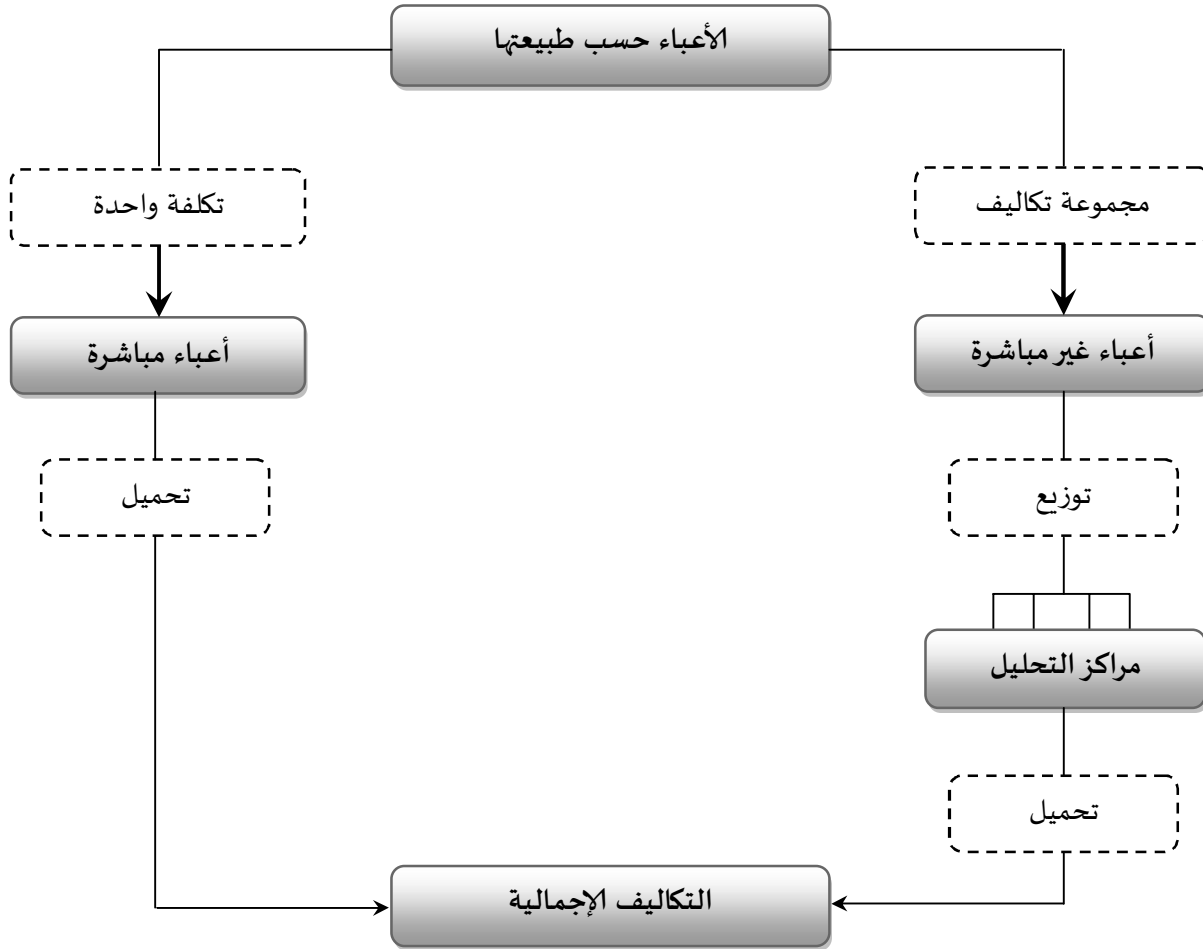 الأعباء حسب طبيعتها
مجموعة تكاليف
تكلفة واحدة
أعباء غير مباشرة
أعباء مباشرة
توزيع
تحميل
مراكز التحليل
تحميل
التكاليف الإجمالية